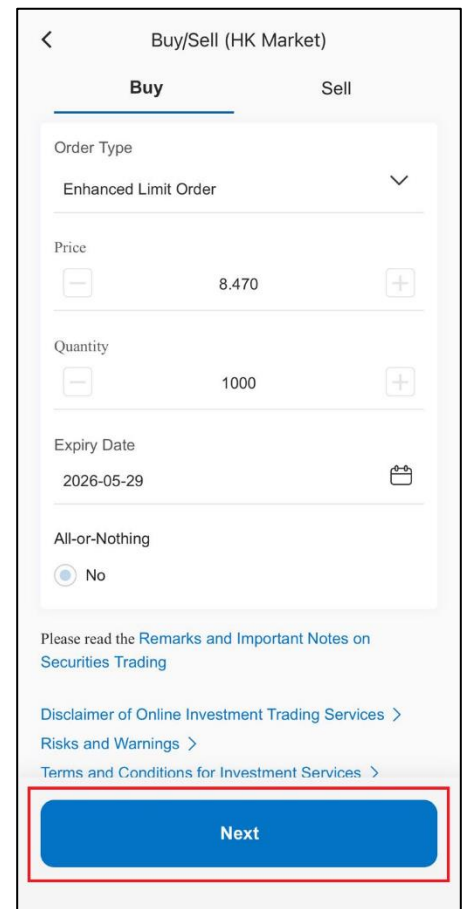 Buy/Sell (HK Market)
Buy Sell
Order Type
Enhanced Limit Order
Price
8.470
Quantity
1000
Expiry Date
2026-05-29
All-or-Nothing
No
Please read the Remarks and Important Notes on
Securities Trading
Disclaimer of Online Investment Trading Services >
Risks and Warnings >
Terms and Conditions for Investment Services >
Next